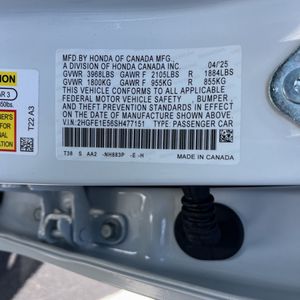 MFD. BY HONDA OF CANADA MFG.
A DIVISION OF HONDA CANADA INC. 04/25
GVWR 3968LBS GAWR F 2105LBS R 1884LBS
GVWR 1800KG GAWR F 955KG R 855KG
THIS VEHICLE CONFORMS TO ALL APPLICABLE
FEDERAL MOTOR VEHICLE SAFETY, BUMPER,
AND THEFT PREVENTION STANDARDS IN EFFECT
ON THE DATE OF MANUFACTURE SHOWN ABOVE.
V.I.N:2HGFE1E56SH477151 TYPE:PASSENGER CAR
T38 S AA2 -NH883P -E-H MADE IN CANADA
AR 3
T22 A3